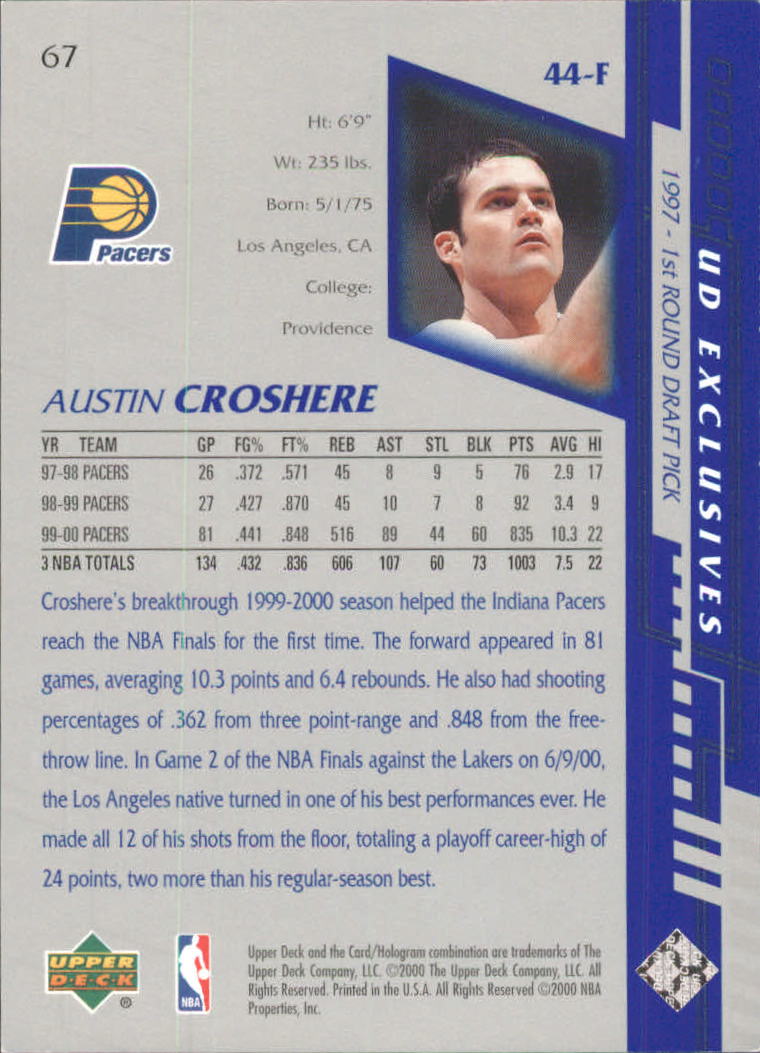 67
44-F
Ht: 6'9"
Wt: 235 lbs.
Born: 5/1/75
Los Angeles, CA
College:
Providence
Pacers
AUSTIN CROSHERE
YR TEAM GP FG% FT% REB AST STL BLK PTS AVG HI
97-98 PACERS 26 .372 .571 45 8 9 5 76 2.9 17
98-99 PACERS 27 .427 .870 45 10 7 8 92 3.4 9
99-00 PACERS 81 .441 .848 516 89 44 60 835 10.3 22
3 NBA TOTALS 134 .432 .836 606 107 60 73 1003 7.5 22
Croshere's breakthrough 1999-2000 season helped the Indiana Pacers
reach the NBA Finals for the first time. The forward appeared in 81
games, averaging 10.3 points and 6.4 rebounds. He also had shooting
percentages of .362 from three point-range and .848 from the free-
throw line. In Game 2 of the NBA Finals against the Lakers on 6/9/00,
the Los Angeles native turned in one of his best performances ever. He
made all 12 of his shots from the floor, totaling a playoff career-high of
24 points, two more than his regular-season best.
1997 - 1st ROUND DRAFT PICK
UD EXCLUSIVES
UPPER
DECK
®
NBA
Upper Deck and the Card/Hologram combination are trademarks of The
Upper Deck Company, LLC. ©2000 The Upper Deck Company, LLC. All
Rights Reserved. Printed in the U.S.A. All Rights Reserved ©2000 NBA
Properties, Inc.